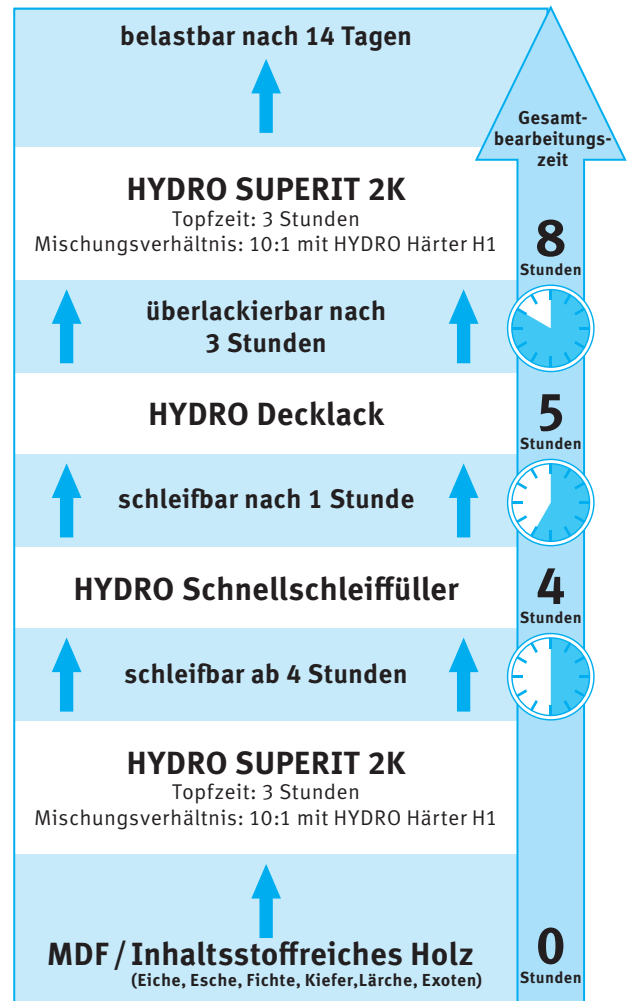 belastbar nach 14 Tagen
Gesamt-
bearbeitungs-
zeit
HYDRO SUPERIT 2K
Topfzeit: 3 Stunden
Mischungsverhältnis: 10:1 mit HYDRO Härter H1
8
Stunden
überlackierbar nach
3 Stunden
HYDRO Decklack
5
Stunden
schleifbar nach 1 Stunde
HYDRO Schnellschleiffüller
4
Stunden
schleifbar ab 4 Stunden
HYDRO SUPERIT 2K
Topfzeit: 3 Stunden
Mischungsverhältnis: 10:1 mit HYDRO Härter H1
MDF / Inhaltsstoffreiches Holz
(Eiche, Esche, Fichte, Kiefer,Lärche, Exoten)
0
Stunden